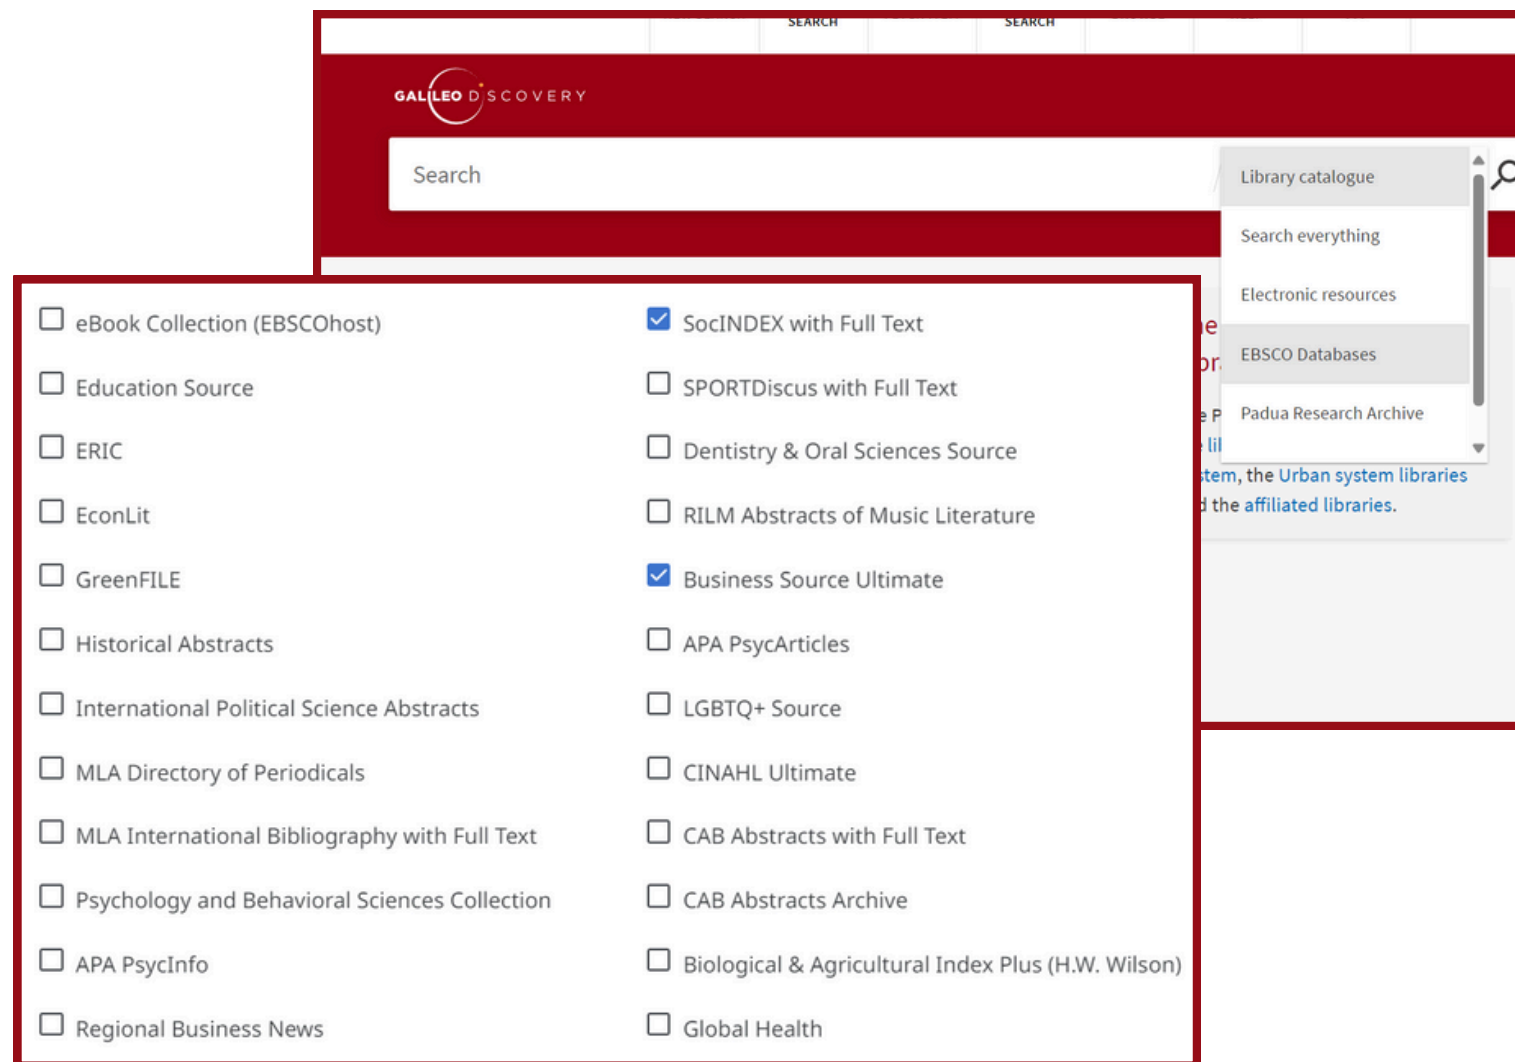 SEARCH
SEARCH
GALILEO DISCOVERY
Search
Library catalogue
Search everything
Electronic resources
EBSCO Databases
Padua Research Archive
stem, the Urban system libraries
the affiliated libraries.
eBook Collection (EBSCOhost)
Education Source
ERIC
EconLit
GreenFILE
Historical Abstracts
International Political Science Abstracts
MLA Directory of Periodicals
MLA International Bibliography with Full Text
Psychology and Behavioral Sciences Collection
APA PsycInfo
Regional Business News
SocINDEX with Full Text
SPORTDiscus with Full Text
Dentistry & Oral Sciences Source
RILM Abstracts of Music Literature
Business Source Ultimate
APA PsycArticles
LGBTQ+ Source
CINAHL Ultimate
CAB Abstracts with Full Text
CAB Abstracts Archive
Biological & Agricultural Index Plus (H.W. Wilson)
Global Health